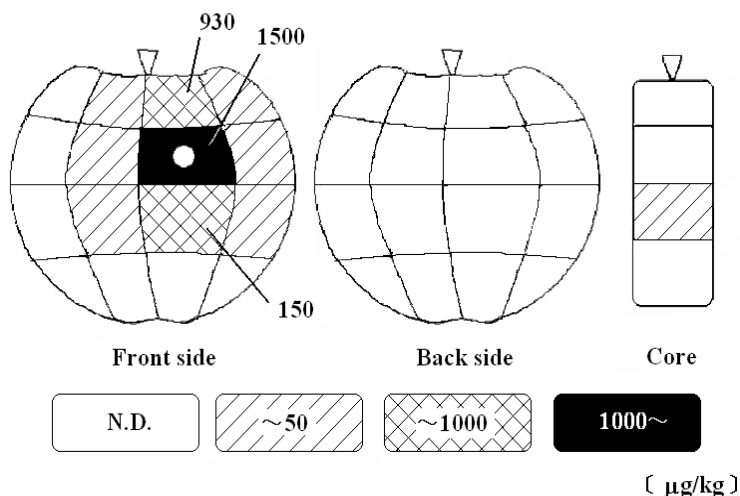 930
1500
150
Front side
Back side
Core
N.D.
～50
～1000
1000～
〔 μg/kg 〕